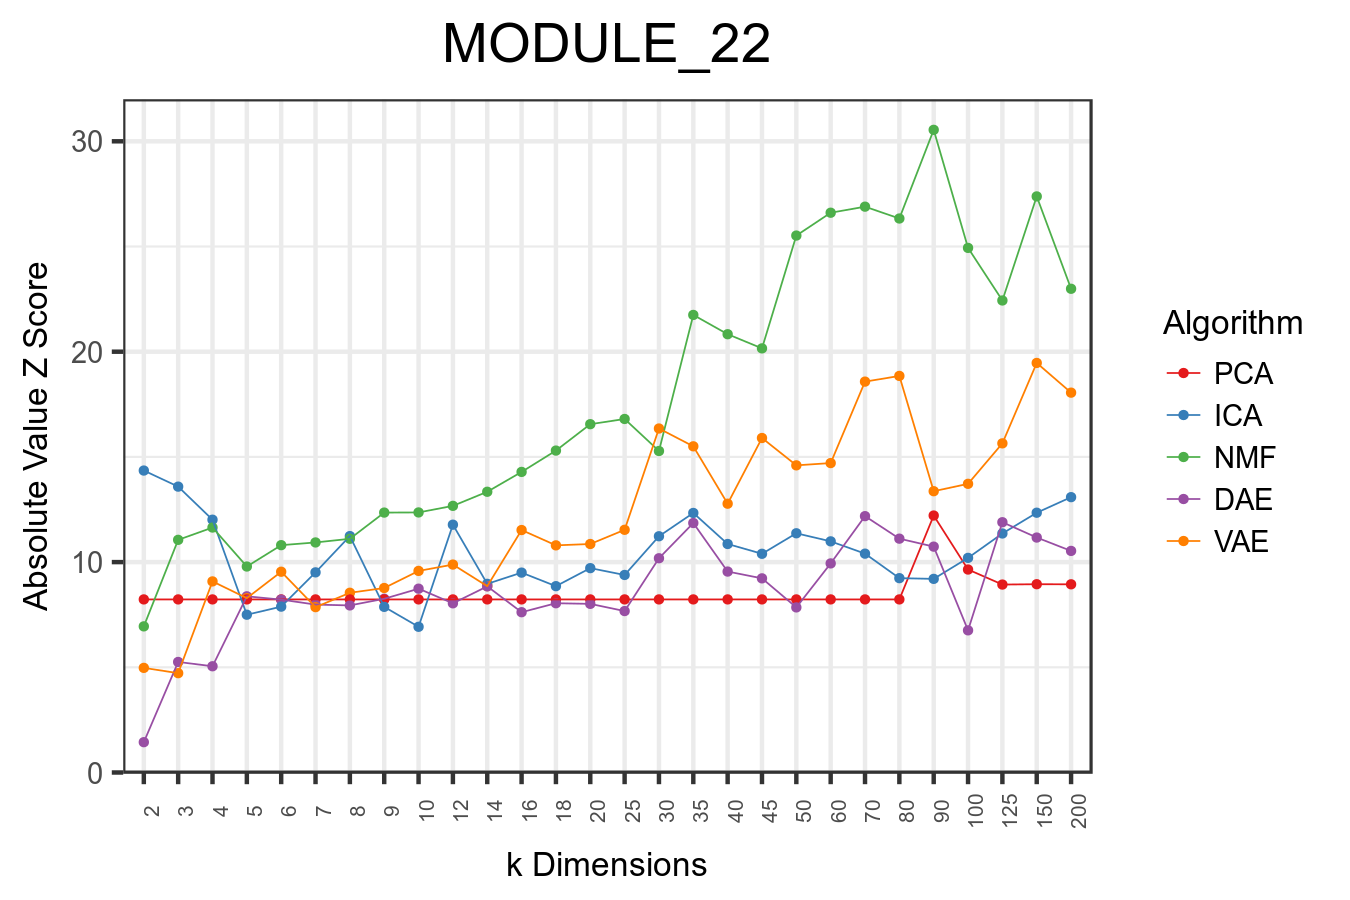 MODULE_22
Absolute Value Z Score
30
20
10
0
2 3 4 5 6 7 8 9 10 12 14 16 18 20 25 30 35 40 45 50 60 70 80 90 100 125 150 200
k Dimensions
Algorithm
PCA
ICA
NMF
DAE
VAE